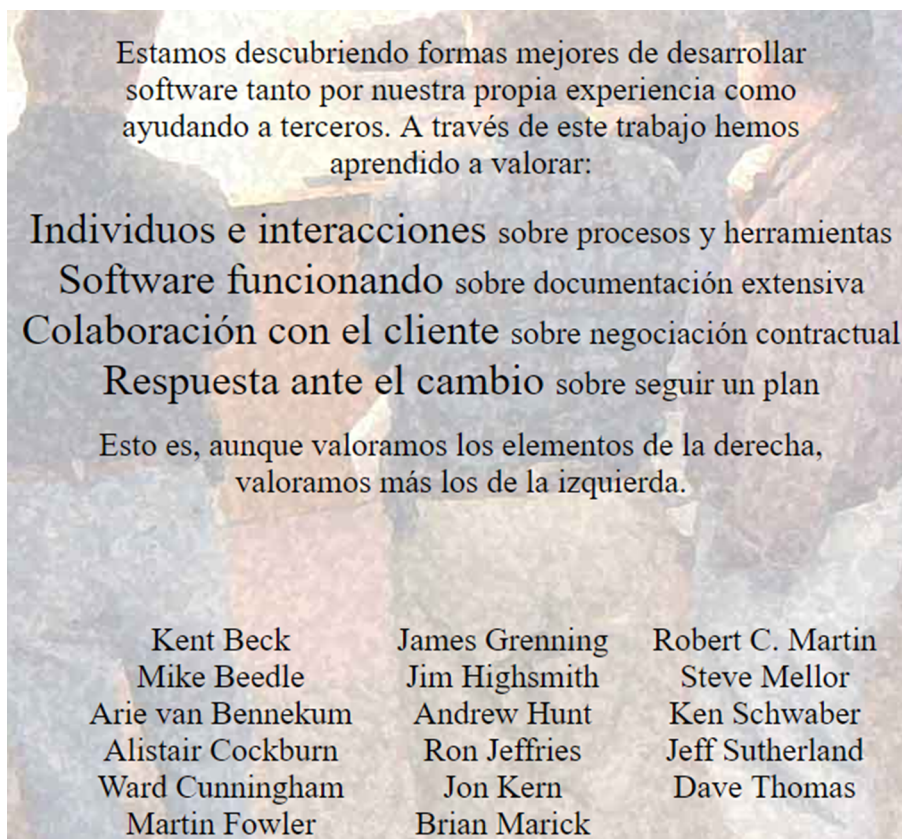 Estamos descubriendo formas mejores de desarrollar
software tanto por nuestra propia experiencia como
ayudando a terceros. A través de este trabajo hemos
aprendido a valorar:
Individuos e interacciones sobre procesos y herramientas
Software funcionando sobre documentación extensiva
Colaboración con el cliente sobre negociación contractual
Respuesta ante el cambio sobre seguir un plan
Esto es, aunque valoramos los elementos de la derecha,
valoramos más los de la izquierda.
Kent Beck
Mike Beedle
Arie van Bennekum
Alistair Cockburn
Ward Cunningham
Martin Fowler
James Grenning
Jim Highsmith
Andrew Hunt
Ron Jeffries
Jon Kern
Brian Marick
Robert C. Martin
Steve Mellor
Ken Schwaber
Jeff Sutherland
Dave Thomas